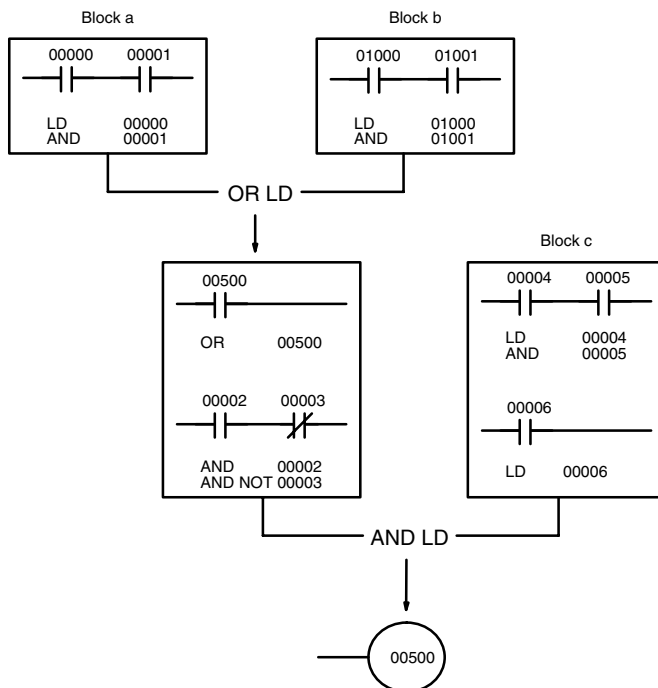 Block a
00000 00001
LD 00000
AND 00001
Block b
01000 01001
LD 01000
AND 01001
OR LD
00500
OR 00500
00002 00003
AND 00002
AND NOT 00003
Block c
00004 00005
LD 00004
AND 00005
00006
LD 00006
AND LD
00500